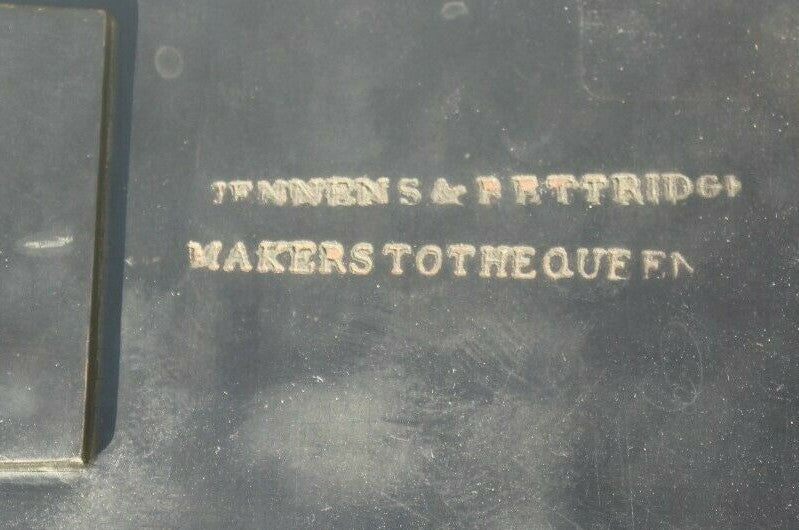 JENNENS & BETTRIDGE
MAKERS TO THE QUEEN